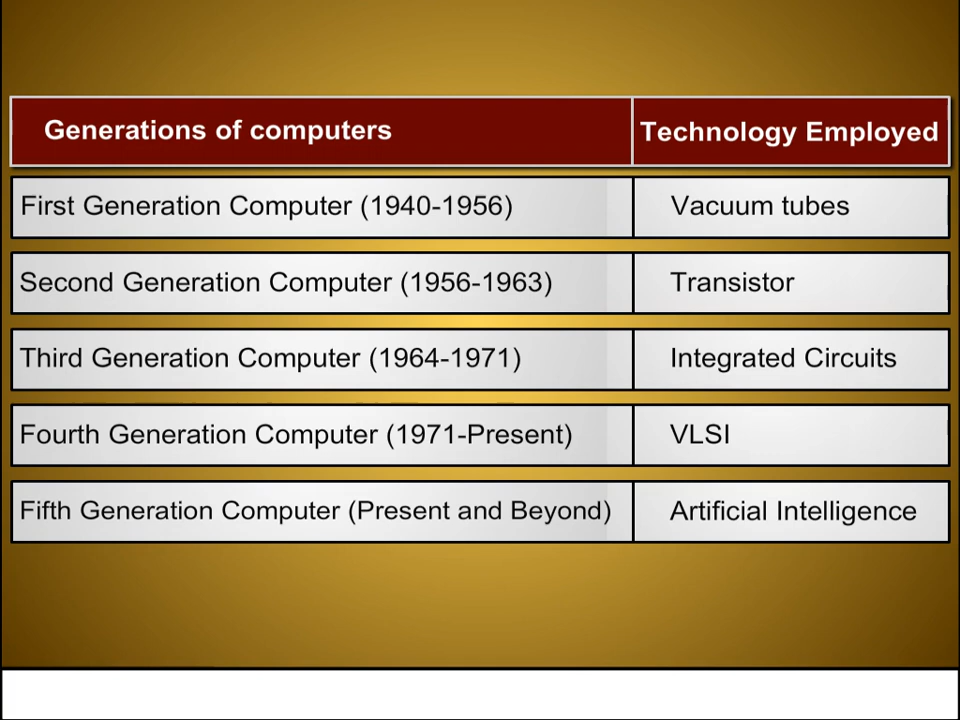 Generations of computers Technology Employed
First Generation Computer (1940-1956) Vacuum tubes
Second Generation Computer (1956-1963) Transistor
Third Generation Computer (1964-1971) Integrated Circuits
Fourth Generation Computer (1971-Present) VLSI
Fifth Generation Computer (Present and Beyond) Artificial Intelligence